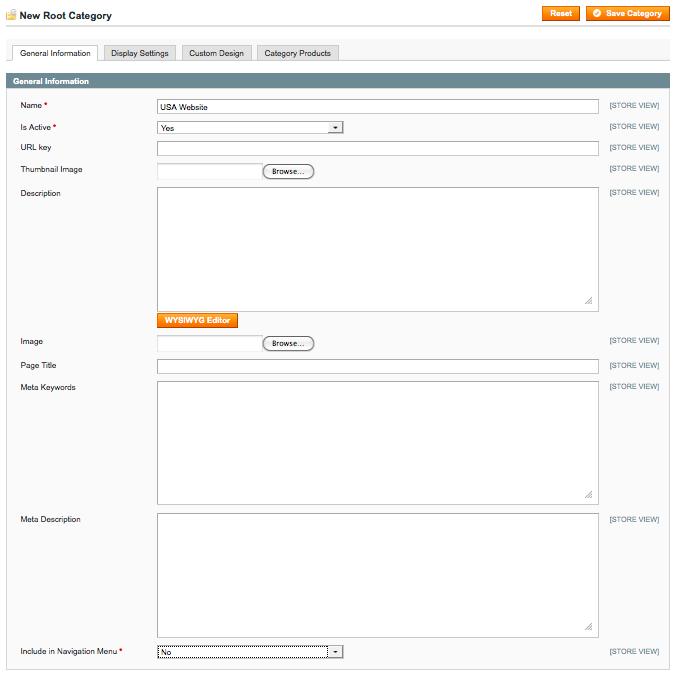 New Root Category
Reset
Save Category
General Information
Display Settings
Custom Design
Category Products
General Information
Name *
USA Website
[STORE VIEW]
Is Active *
Yes
[STORE VIEW]
URL key
[STORE VIEW]
Thumbnail Image
Browse...
[STORE VIEW]
Description
[STORE VIEW]
WYSIWYG Editor
Image
Browse...
[STORE VIEW]
Page Title
[STORE VIEW]
Meta Keywords
[STORE VIEW]
Meta Description
[STORE VIEW]
Include in Navigation Menu *
No
[STORE VIEW]